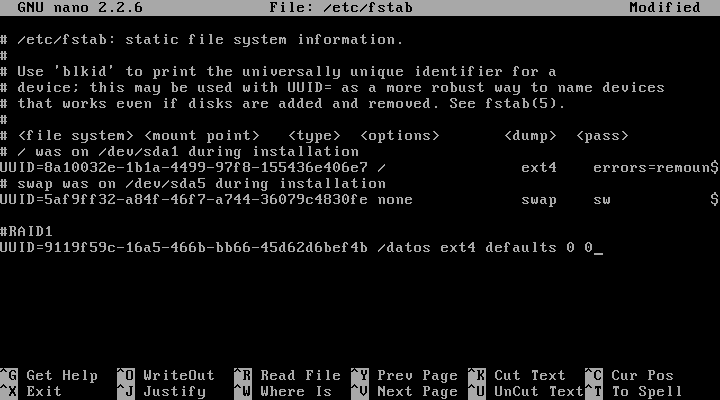 GNU nano 2.2.6 File: /etc/fstab Modified
# /etc/fstab: static file system information.
#
# Use 'blkid' to print the universally unique identifier for a
# device; this may be used with UUID= as a more robust way to name devices
# that works even if disks are added and removed. See fstab(5).
#
# <file system> <mount point> <type> <options> <dump> <pass>
# / was on /dev/sda1 during installation
UUID=8a10032e-1b1a-4499-97f8-155436e406e7 / ext4 errors=remoun$
# swap was on /dev/sda5 during installation
UUID=5af9ff32-a84f-46f7-a744-36079c4830fe none swap sw $
#RAID1
UUID=9119f59c-16a5-466b-bb66-45d62d6bef4b /datos ext4 defaults 0 0_
^G Get Help ^O WriteOut ^R Read File ^Y Prev Page ^K Cut Text ^C Cur Pos
^X Exit ^J Justify ^W Where Is ^V Next Page ^U UnCut Text ^T To Spell